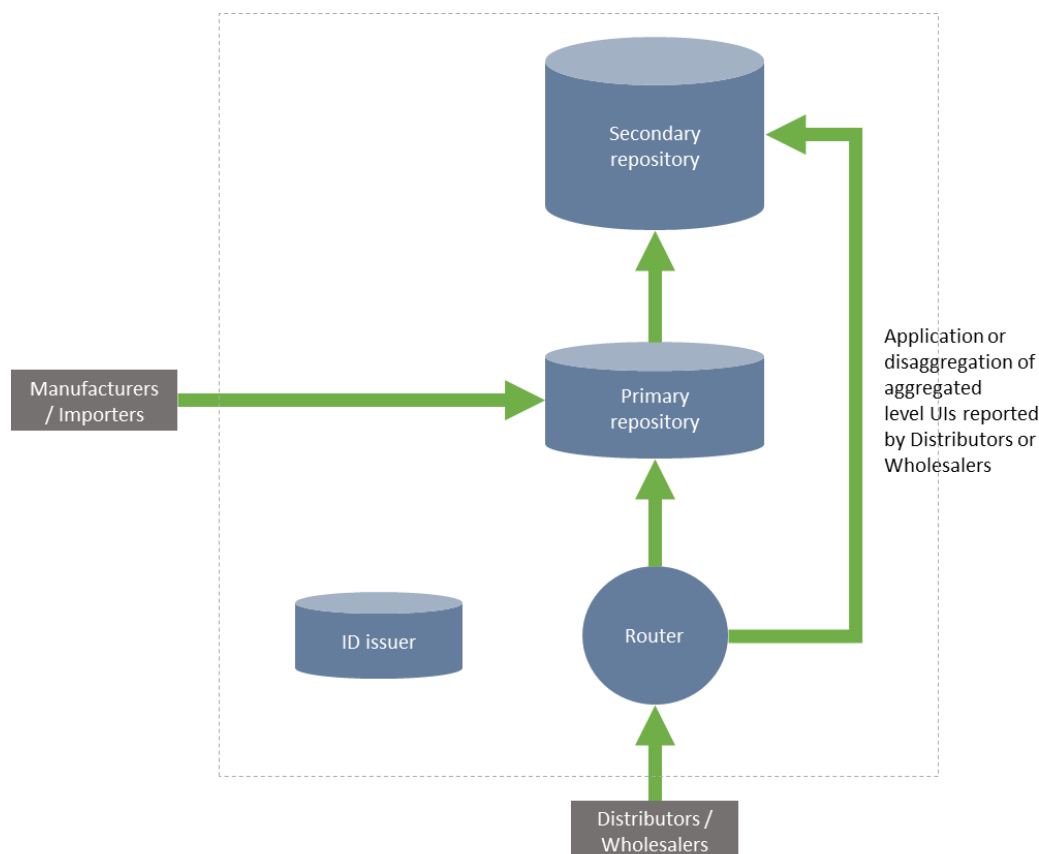 Secondary
repository
Application or
disaggregation of
aggregated
level UIs reported
by Distributors or
Wholesalers
Manufacturers
/ Importers
Primary
repository
ID issuer
Router
Distributors /
Wholesalers